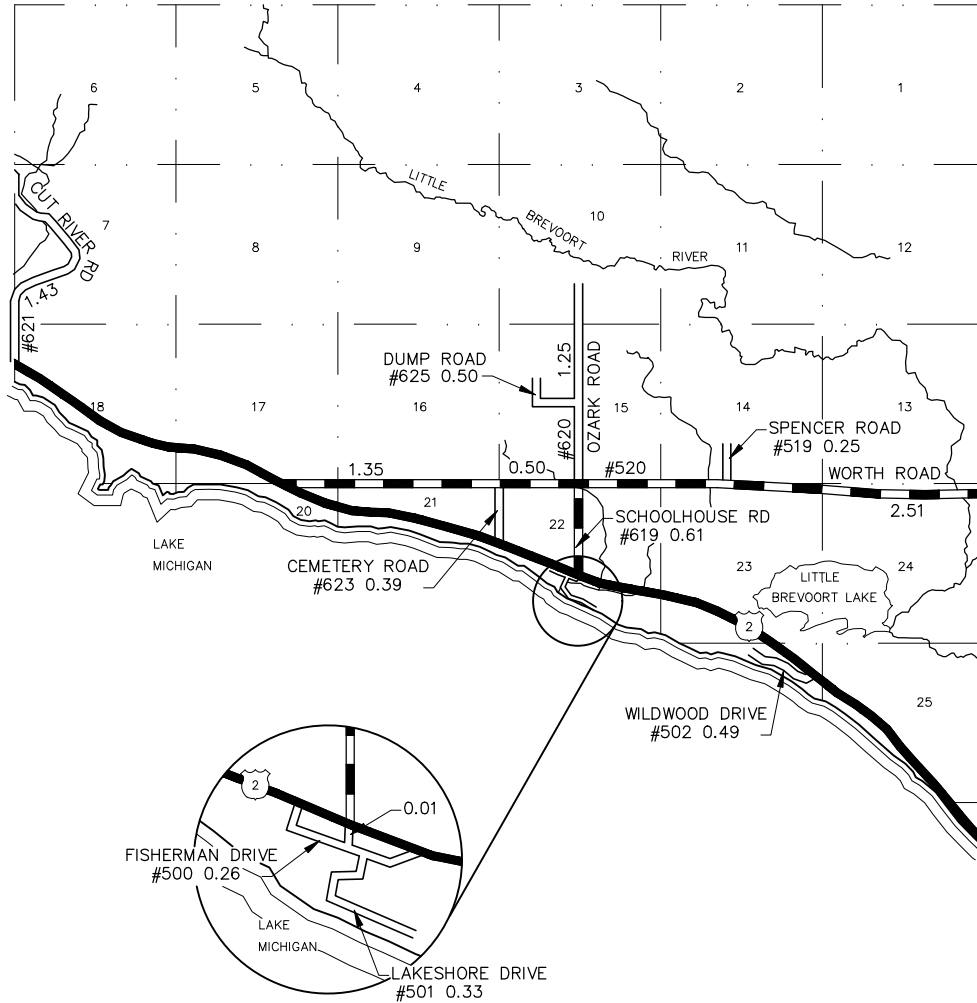 6
5
4
3
2
1
CUT RIVER RD
7
8
9
10
11
12
LITTLE
BREVOORT
RIVER
1.43
#621
DUMP ROAD
#625 0.50
1.25
OZARK ROAD
#620
18
17
16
15
14
13
SPENCER ROAD
#519 0.25
1.35
0.50
#520
WORTH ROAD
2.51
20
21
22
SCHOOLHOUSE RD
#619 0.61
LAKE
MICHIGAN
CEMETERY ROAD
#623 0.39
23
24
LITTLE
BREVOORT LAKE
2
25
WILDWOOD DRIVE
#502 0.49
2
0.01
FISHERMAN DRIVE
#500 0.26
LAKE
MICHIGAN
LAKESHORE DRIVE
#501 0.33